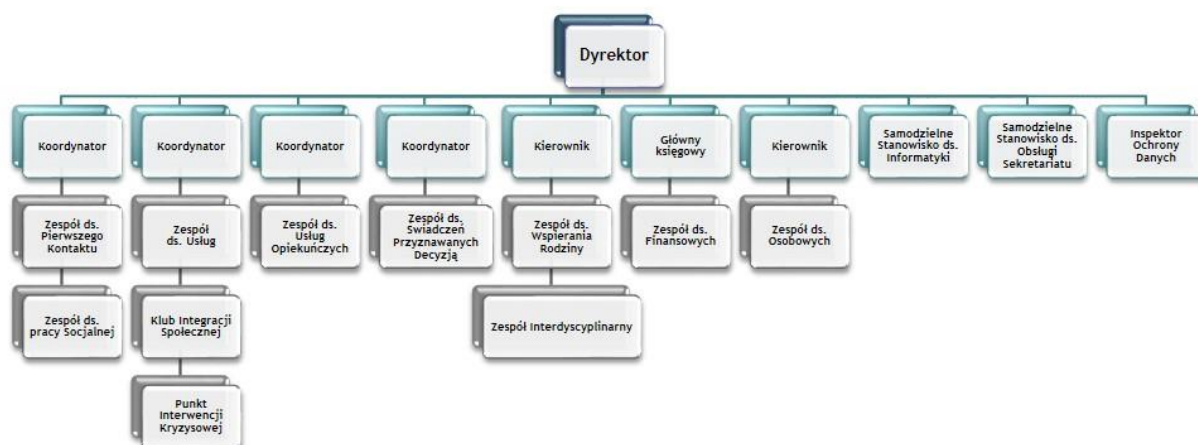 Dyrektor
Koordynator
Koordynator
Koordynator
Koordynator
Kierownik
Główny
księgowy
Kierownik
Samodzielne
Stanowisko ds.
Informatyki
Samodzielne
Stanowisko ds.
Obsługi
Sekretariatu
Inspektor
Ochrony
Danych
Zespół ds.
Pierwszego
Kontaktu
Zespół
ds. Usług
Zespół ds.
Usług
Opiekuńczych
Zespół ds.
Świadczeń
Przyznawanych
Decyzją
Zespół ds.
Wspierania
Rodziny
Zespół ds.
Finansowych
Zespół ds.
Osobowych
Zespół ds.
pracy Socjalnej
Klub Integracji
Społecznej
Zespół Interdyscyplinarny
Punkt
Interwencji
Kryzysowej